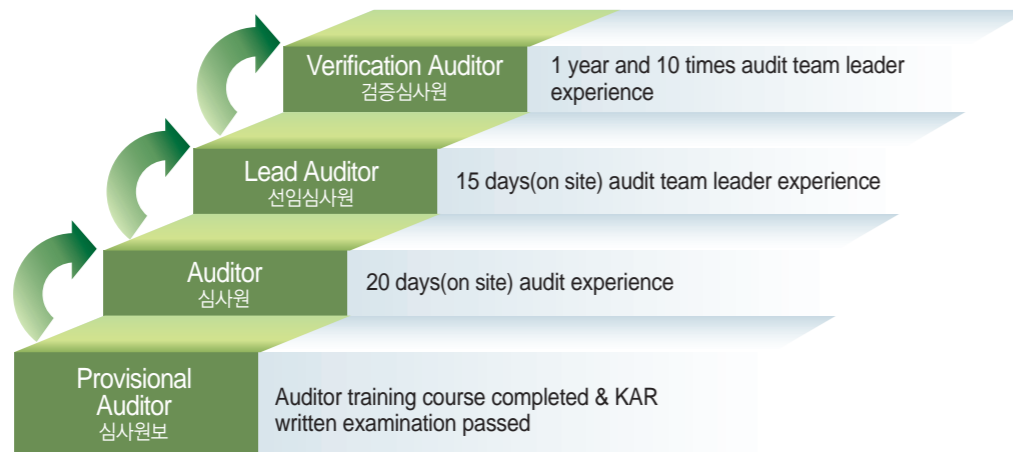 Verification Auditor
검증심사원
1 year and 10 times audit team leader
experience
Lead Auditor
선임심사원
15 days(on site) audit team leader experience
Auditor
심사원
20 days(on site) audit experience
Provisional
Auditor
심사원보
Auditor training course completed & KAR
written examination passed